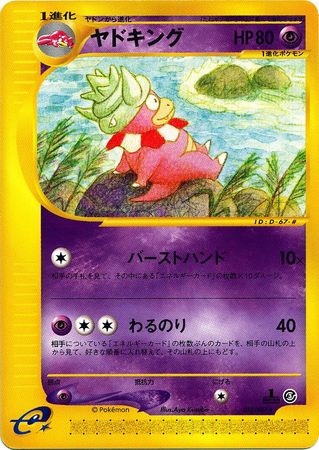 1進化
ヤドンから進化
ヤドキング
HP80
1進化ポケモン
ID:D-67-#
バーストハンド 10×
相手の手札を見て、その中にある「エネルギーカード」の枚数×10ダメージ。
わるのり 40
相手についている「エネルギーカード」の枚数ぶんのカードを、相手の山札の上から見て、好きな順番に入れ替えて、その山札の上にもどす。
弱点 抵抗力 にげる
1
EDITION
e
©Pokémon
Illus.Aya Kusube